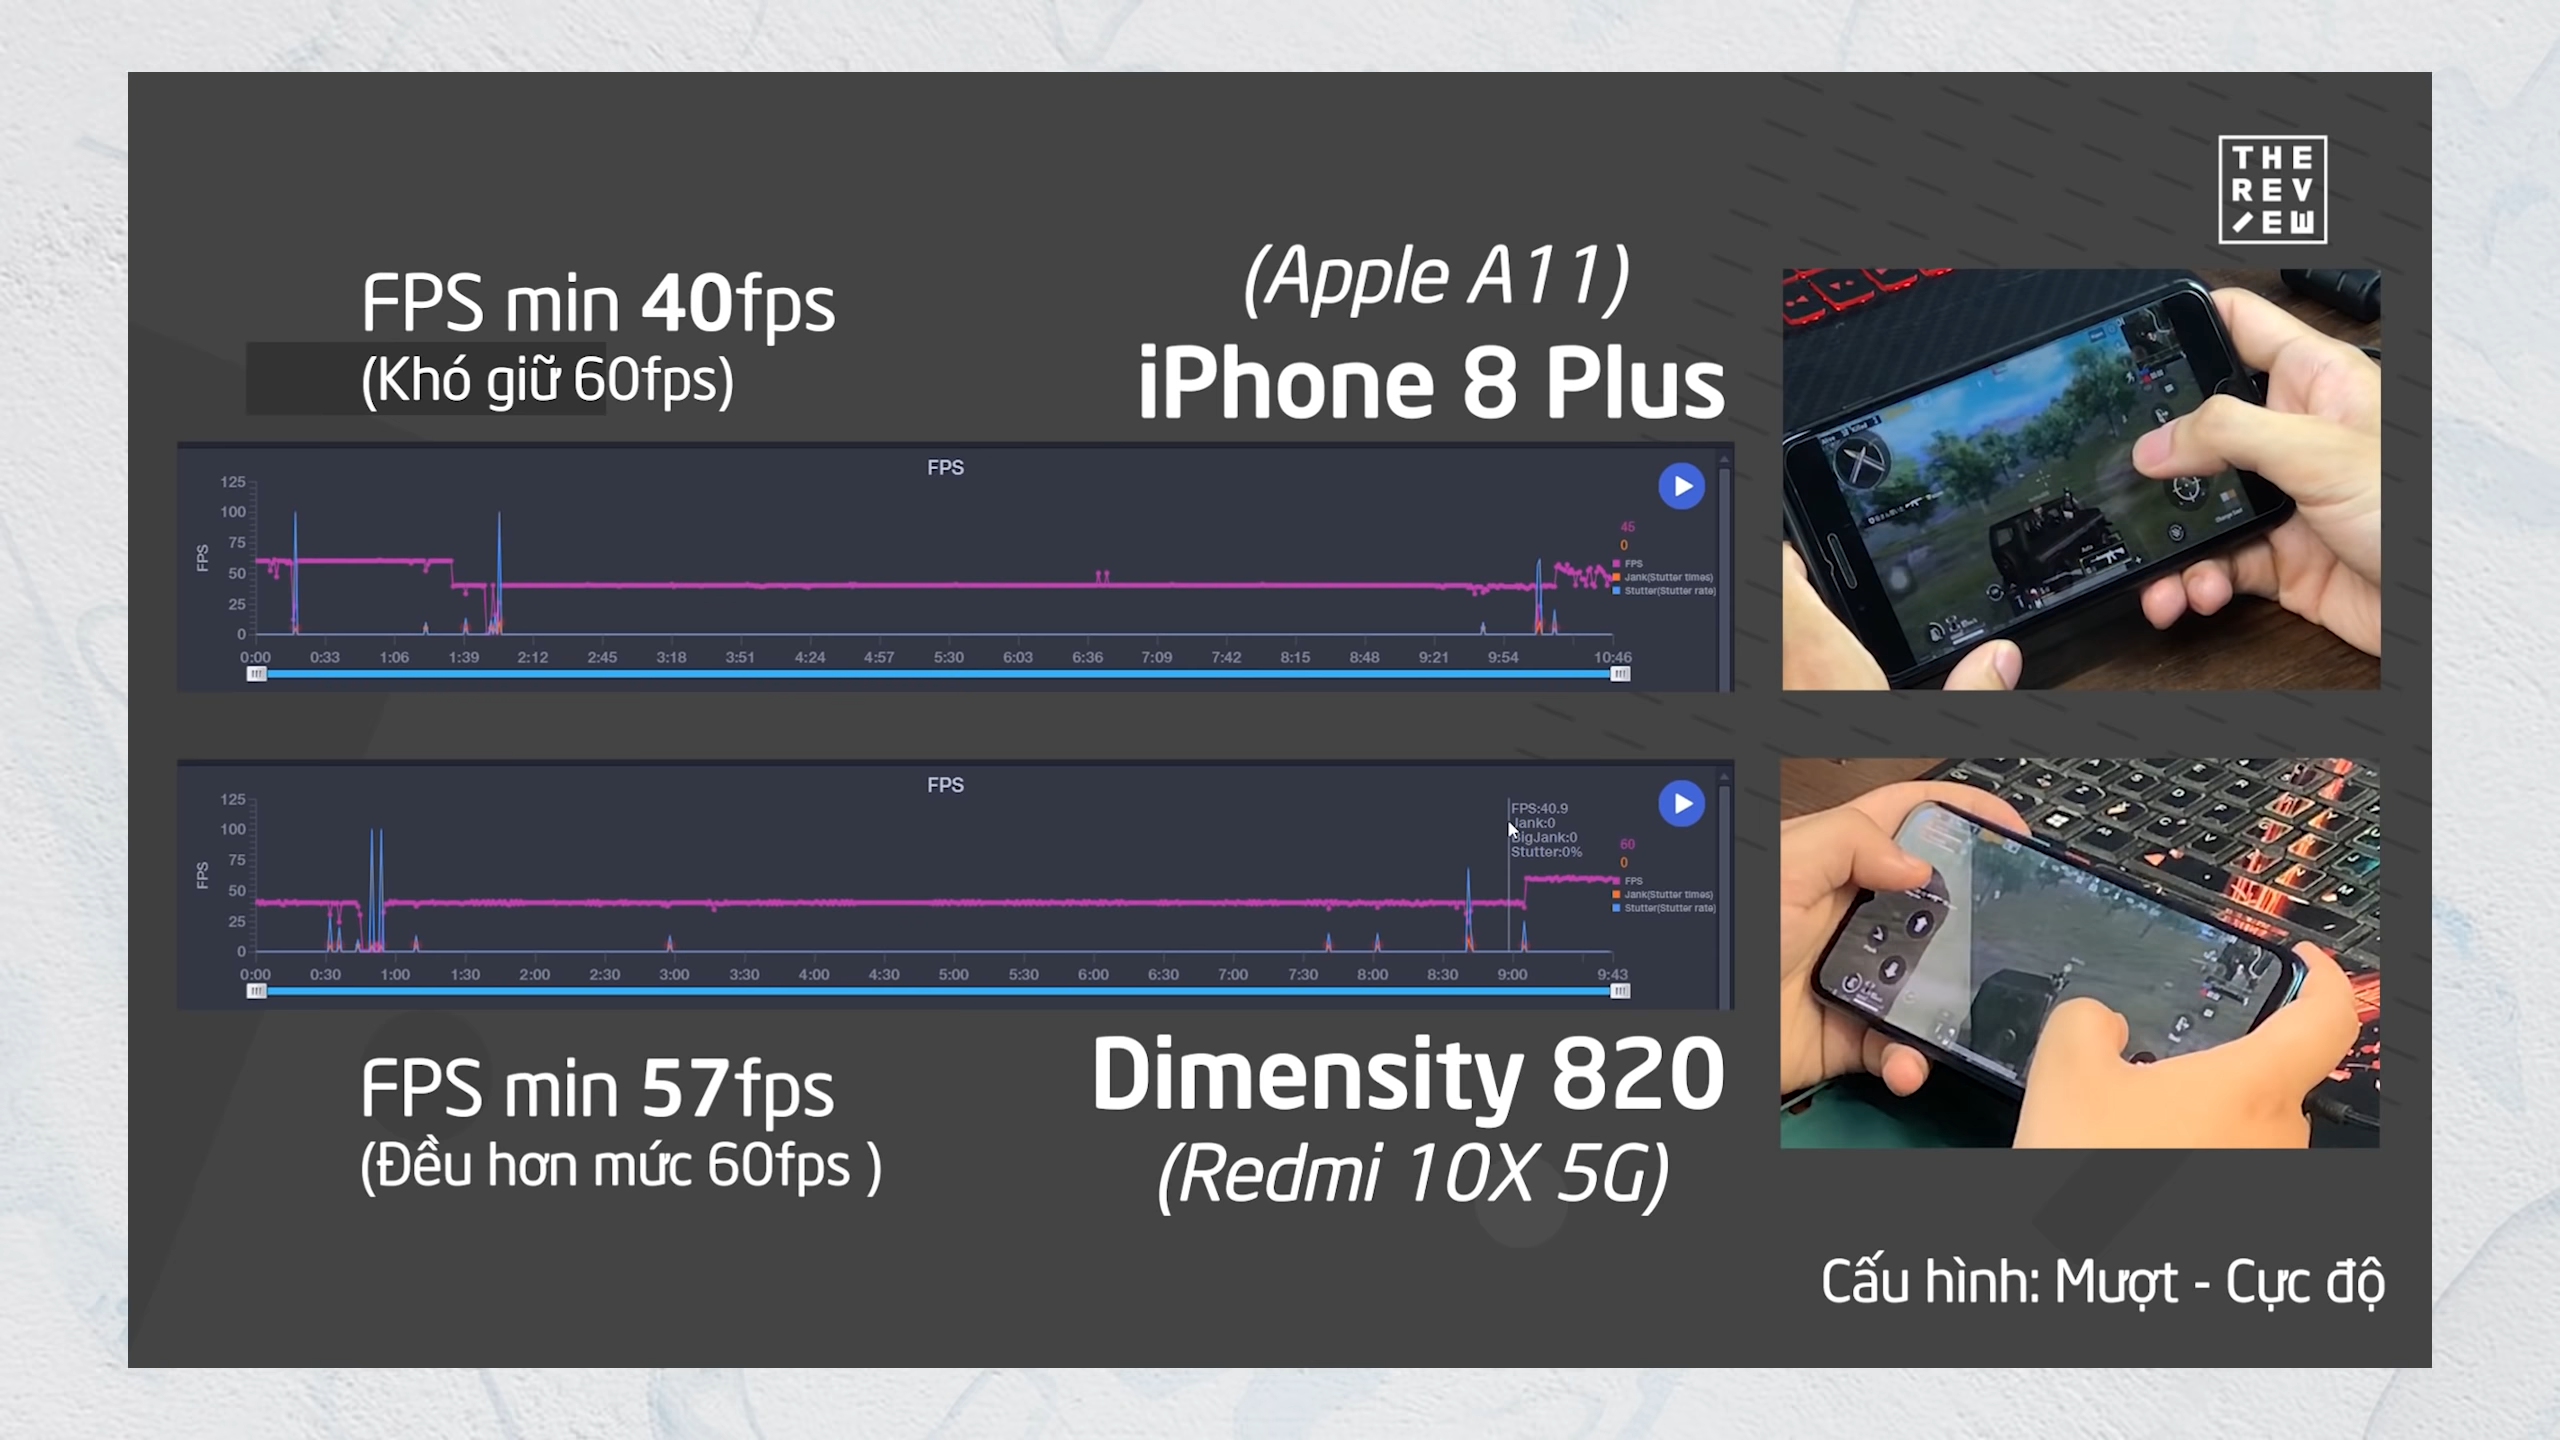 THE
REV
IEW
FPS min 40fps
(Khó giữ 60fps)
(Apple A11)
iPhone 8 Plus
FPS
125
100
75
50
25
0
FPS
45
0
FPS
Jank(Stutter times)
Stutter(Stutter rate)
0:00 0:33 1:06 1:39 2:12 2:45 3:18 3:51 4:24 4:57 5:30 6:03 6:36 7:09 7:42 8:15 8:48 9:21 9:54 10:46
FPS
125
100
75
50
25
0
FPS
FPS:40.9
Jank:0
BigJank:0
Stutter:0%
60
0
FPS
Jank(Stutter times)
Stutter(Stutter rate)
0:00 0:30 1:00 1:30 2:00 2:30 3:00 3:30 4:00 4:30 5:00 5:30 6:00 6:30 7:00 7:30 8:00 8:30 9:00 9:43
FPS min 57fps
(Đều hơn mức 60fps )
Dimensity 820
(Redmi 10X 5G)
Cấu hình: Mượt - Cực độ